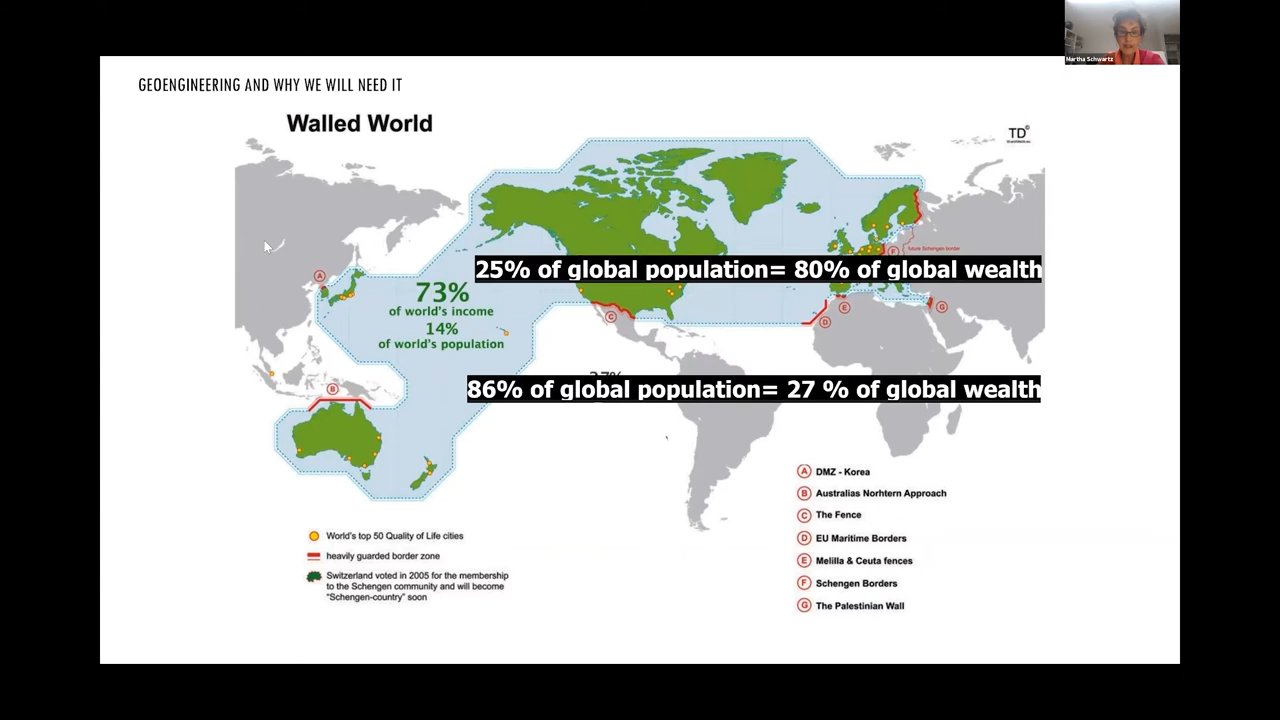 Martha Schwartz
GEOENGINEERING AND WHY WE WILL NEED IT
Walled World
TD©
future Schengen border
A
F
25% of global population= 80% of global wealth
73%
of world's income
14%
of world's population
C
D
E
G
B
86% of global population= 27 % of global wealth
World's top 50 Quality of Life cities
heavily guarded border zone
Switzerland voted in 2005 for the membership
to the Schengen community and will become
"Schengen-country" soon
A DMZ - Korea
B Australias Norhtern Approach
C The Fence
D EU Maritime Borders
E Melilla & Ceuta fences
F Schengen Borders
G The Palestinian Wall